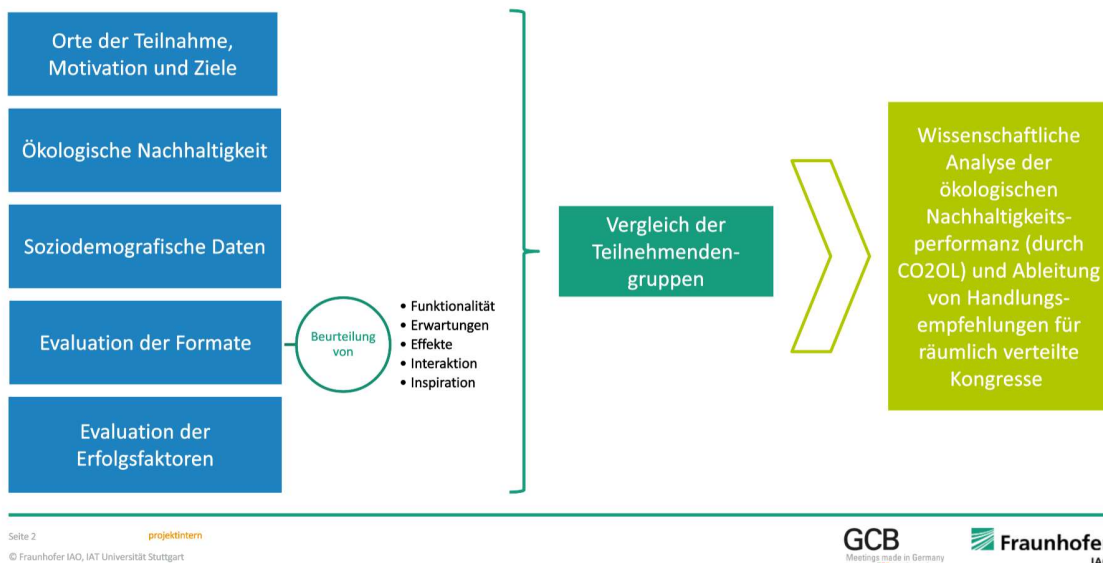 Orte der Teilnahme,
Motivation und Ziele
Ökologische Nachhaltigkeit
Soziodemografische Daten
Evaluation der Formate
Evaluation der
Erfolgsfaktoren
Beurteilung
von
• Funktionalität
• Erwartungen
• Effekte
• Interaktion
• Inspiration
Vergleich der
Teilnehmenden-
gruppen
Wissenschaftliche
Analyse der
ökologischen
Nachhaltigkeits-
performanz (durch
CO2OL) und Ableitung
von Handlungs-
empfehlungen für
räumlich verteilte
Kongresse
Seite 2
projektintern
© Fraunhofer IAO, IAT Universität Stuttgart
GCB
Meetings made in Germany
Fraunhofer